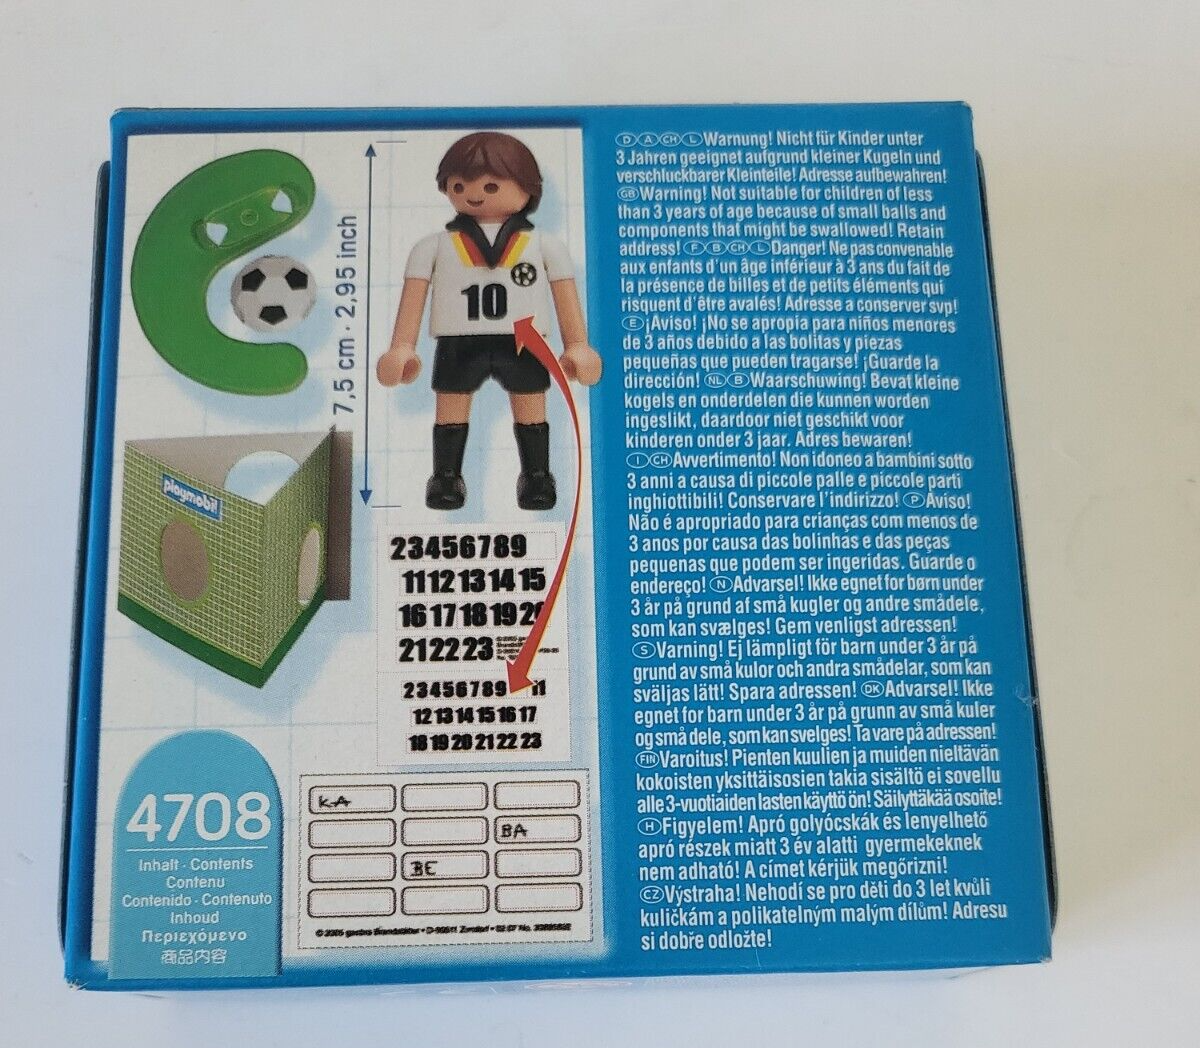 7,5 cm · 2,95 inch
10
playmobil
23456789
11 12 13 14 15
16 17 18 19 20
21 22 23
23456789 11
12 13 14 15 16 17
18 19 20 21 22 23
KA
BA
BE
4708
Inhalt · Contents
Contenu
Contenido · Contenuto
Inhoud
Περιεχόμενο
商品内容
D A CH L Warnung! Nicht für Kinder unter
3 Jahren geeignet aufgrund kleiner Kugeln und
verschluckbarer Kleinteile! Adresse aufbewahren!
GB Warning! Not suitable for children of less
than 3 years of age because of small balls and
components that might be swallowed! Retain
address! F B CH L Danger! Ne pas convenable
aux enfants d'un âge inférieur à 3 ans du fait de
la présence de billes et de petits éléments qui
risquent d'être avalés! Adresse a conserver svp!
E ¡Aviso! ¡No se apropia para niños menores
de 3 años debido a las bolitas y piezas
pequeñas que pueden tragarse! ¡Guarde la
dirección! NL B Waarschuwing! Bevat kleine
kogels en onderdelen die kunnen worden
ingeslikt, daardoor niet geschikt voor
kinderen onder 3 jaar. Adres bewaren!
I CH Avvertimento! Non idoneo a bambini sotto
3 anni a causa di piccole palle e piccole parti
inghiottibili! Conservare l'indirizzo! P Aviso!
Não é apropriado para crianças com menos de
3 anos por causa das bolinhas e das peças
pequenas que podem ser ingeridas. Guarde o
endereço! N Advarsel! Ikke egnet for børn under
3 år på grund af små kugler og andre smådele,
som kan svælges! Gem venligst adressen!
S Varning! Ej lämpligt för barn under 3 år på
grund av små kulor och andra smådelar, som kan
sväljas lätt! Spara adressen! DK Advarsel! Ikke
egnet for barn under 3 år på grunn av små kuler
og små dele, som kan svelges! Ta vare på adressen!
FIN Varoitus! Pienten kuulien ja muiden nieltävän
kokoisten yksittäisosien takia sisältö ei sovellu
alle 3-vuotiaiden lasten käyttöön! Säilyttäkää osoite!
H Figyelem! Apró golyócskák és lenyelhető
apró részek miatt 3 év alatti gyermekeknek
nem adható! A címet kérjük megőrizni!
CZ Výstraha! Nehodí se pro děti do 3 let kvůli
kuličkám a polikatelným malým dílům! Adresu
si dobře odložte!